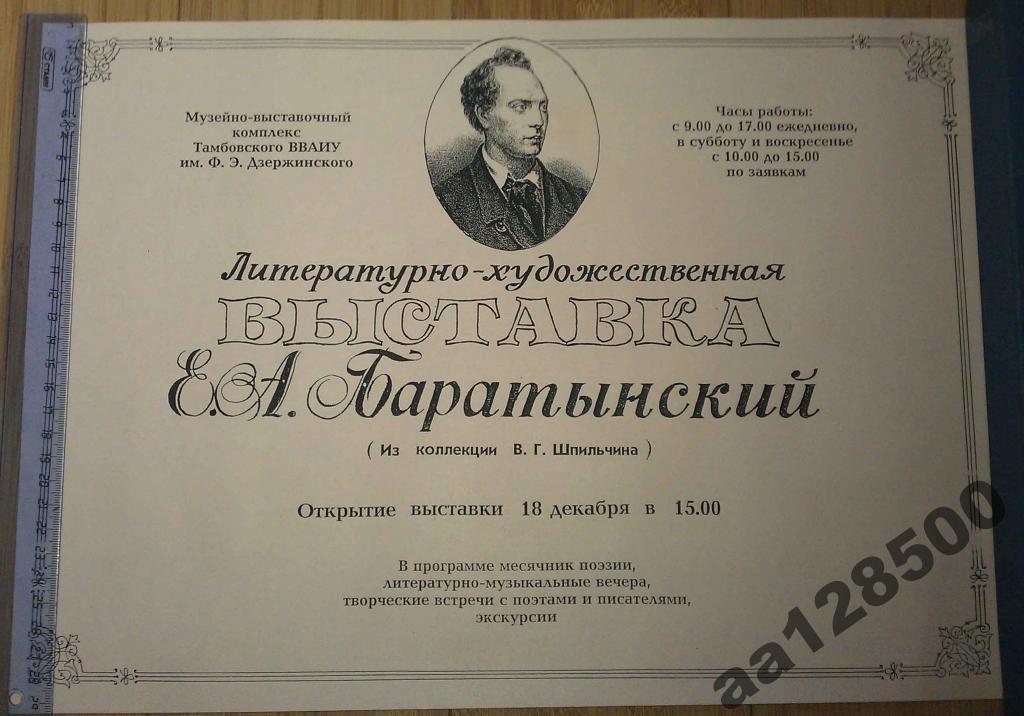 Музейно-выставочный
комплекс
Тамбовского ВВАИУ
им. Ф. Э. Дзержинского
Часы работы:
с 9.00 до 17.00 ежедневно,
в субботу и воскресенье
с 10.00 до 15.00
по заявкам
Литературно-художественная
ВЫСТАВКА
Е.А. Баратынский
( Из коллекции В. Г. Шпильчина )
Открытие выставки 18 декабря в 15.00
В программе месячник поэзии,
литературно-музыкальные вечера,
творческие встречи с поэтами и писателями,
экскурсии
aa128500